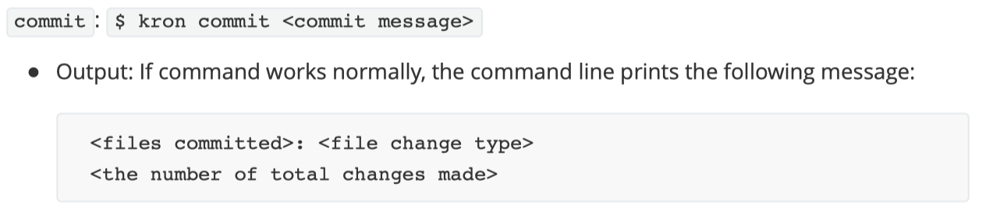 commit: $ kron commit <commit message>
● Output: If command works normally, the command line prints the following message:
<files committed>: <file change type>
<the number of total changes made>